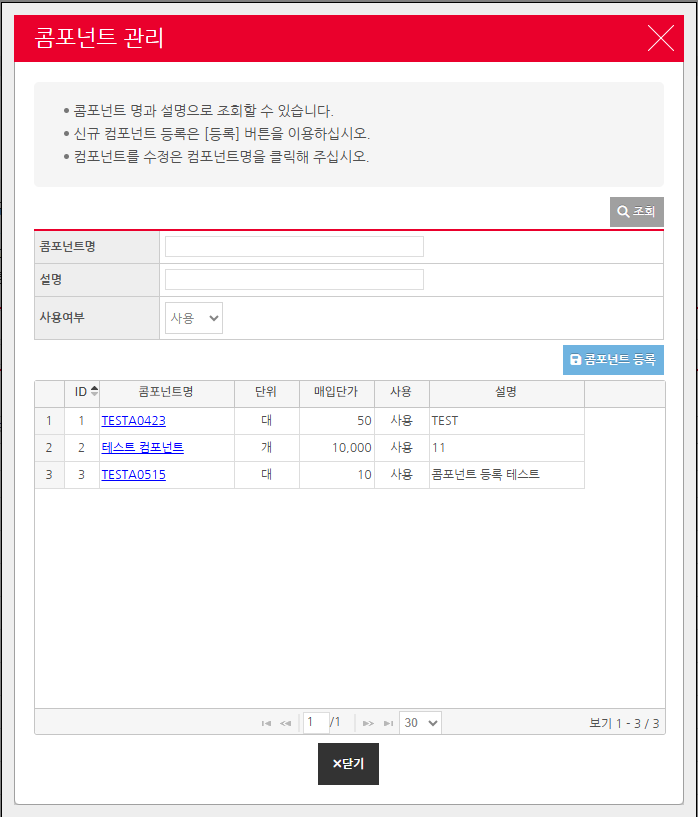 콤포넌트 관리
• 콤포넌트 명과 설명으로 조회할 수 있습니다.
• 신규 컴포넌트 등록은 [등록] 버튼을 이용하십시오.
• 컴포넌트를 수정은 컴포넌트명을 클릭해 주십시오.
조회
콤포넌트명
설명
사용여부 사용
콤포넌트 등록
ID 콤포넌트명 단위 매입단가 사용 설명
1 1 TESTA0423 대 50 사용 TEST
2 2 테스트 컴포넌트 개 10,000 사용 11
3 3 TESTA0515 대 10 사용 콤포넌트 등록 테스트
1 /1 30 보기 1 - 3 / 3
×닫기